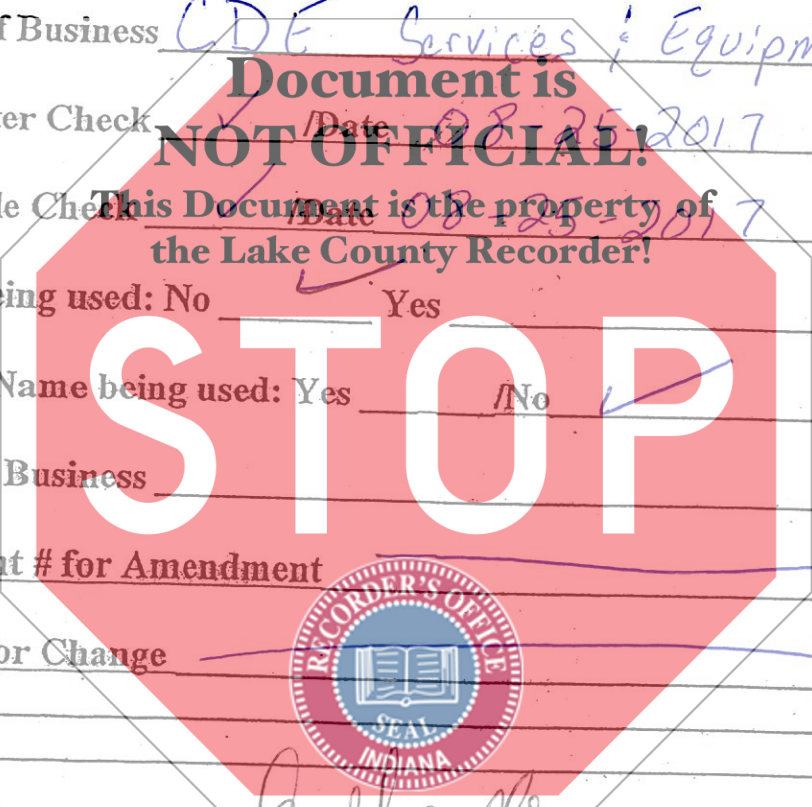 f Business CDE Services & Equipm
Document is
er Check ✓ /Date 08-25-2017
NOT OFFICIAL!
le Check ✓ /Date 08-25-2017
This Document is the property of
the Lake County Recorder!
eing used: No ✓ Yes
STOP
Name being used: Yes /No ✓
Business
t # for Amendment
or Change
RECORDER'S OFFICE
SEAL
INDIANA